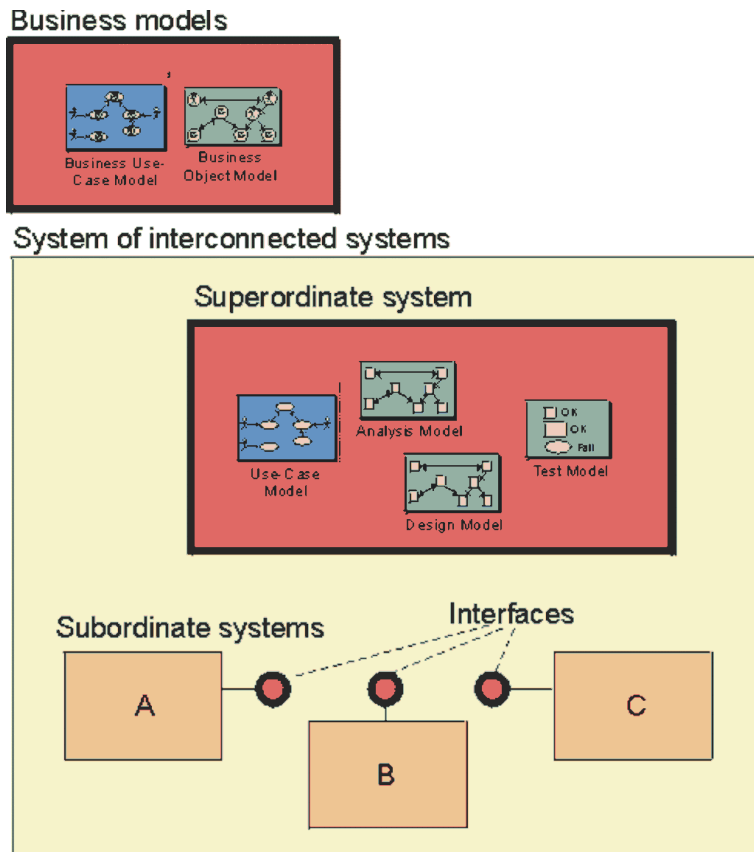 Business models
Business Use-
Case Model
Business
Object Model
System of interconnected systems
Superordinate system
Use-Case
Model
Analysis Model
Design Model
OK
OK
Fail
Test Model
Subordinate systems
Interfaces
A
B
C